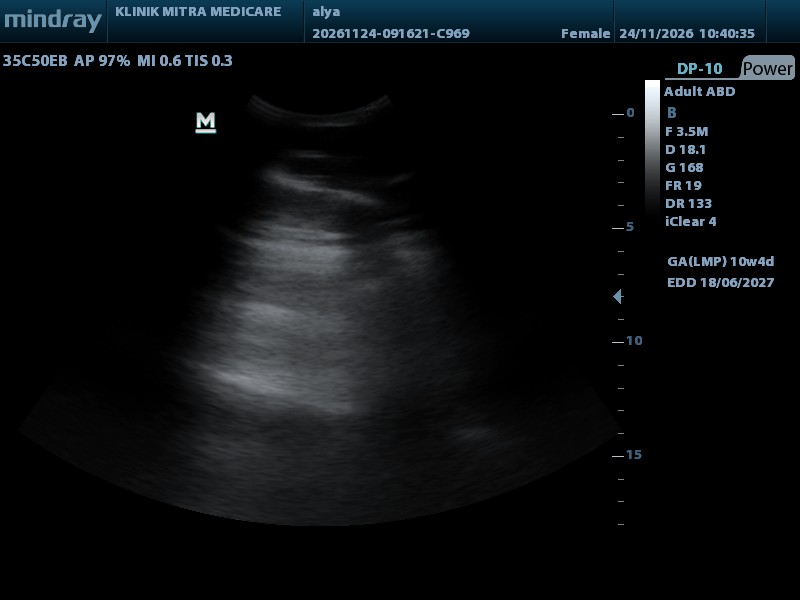 mindray
KLINIK MITRA MEDICARE
alya
20261124-091621-C969
Female
24/11/2026 10:40:35
35C50EB AP 97% MI 0.6 TIS 0.3
DP-10
Power
M
Adult ABD
B
F 3.5M
D 18.1
G 168
FR 19
DR 133
iClear 4
GA(LMP) 10w4d
EDD 18/06/2027
0
5
10
15